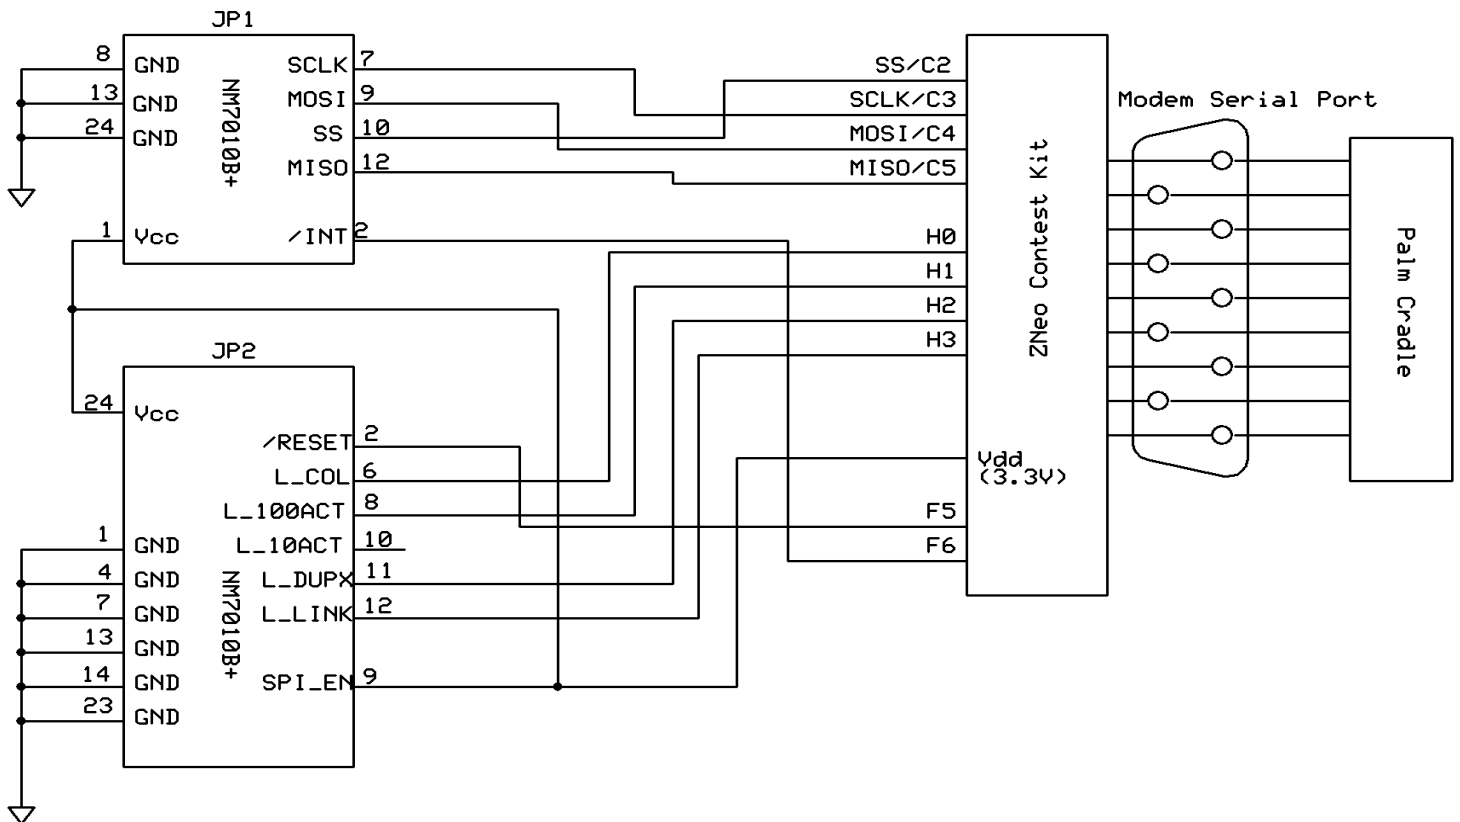 JP1
8 GND SCLK 7
13 GND MOSI 9
24 GND SS 10
MISO 12
1 Vcc /INT 2
NM7010B+
SS/C2
SCLK/C3
MOSI/C4
MISO/C5
H0
H1
H2
H3
Vdd
(3.3V)
F5
F6
ZNeo Contest Kit
Modem Serial Port
Palm Cradle
JP2
24 Vcc
/RESET 2
L_COL 6
L_100ACT 8
1 GND L_10ACT 10
4 GND L_DUPX 11
7 GND L_LINK 12
13 GND
14 GND SPI_EN 9
23 GND
NM7010B+